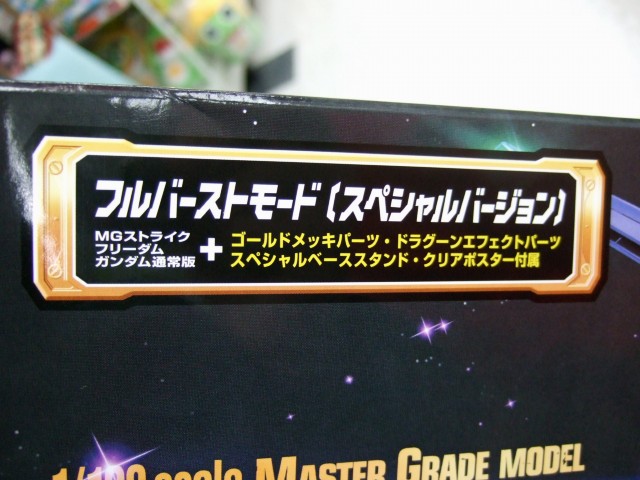 フルバーストモード〔スペシャルバージョン〕
MGストライク
フリーダム
ガンダム通常版
+
ゴールドメッキパーツ・ドラグーンエフェクトパーツ
スペシャルベーススタンド・クリアポスター付属
1/100 scale MASTER GRADE MODEL